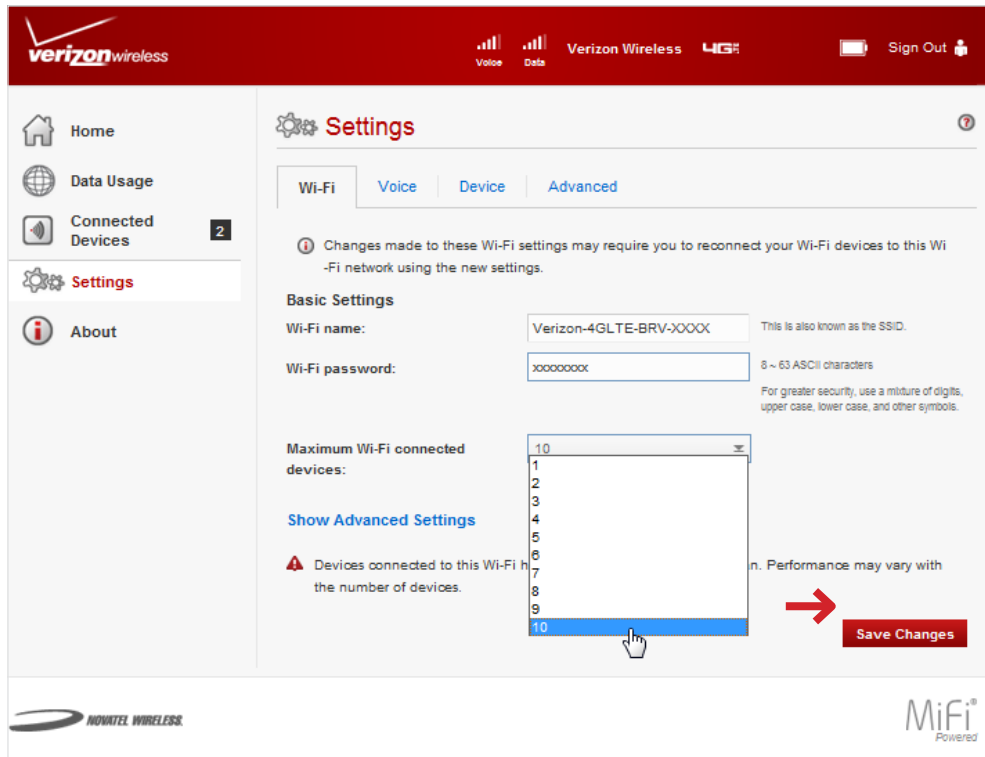 verizonwireless
Voice
Data
Verizon Wireless
4G LTE
Sign Out
Home
Data Usage
Connected
Devices
2
Settings
About
Settings
?
Wi-Fi
Voice
Device
Advanced
Changes made to these Wi-Fi settings may require you to reconnect your Wi-Fi devices to this Wi
-Fi network using the new settings.
Basic Settings
Wi-Fi name:
Verizon-4GLTE-BRV-XXXX
This is also known as the SSID.
Wi-Fi password:
xxxxxxxx
8 ~ 63 ASCII characters
For greater security, use a mixture of digits,
upper case, lower case, and other symbols.
Maximum Wi-Fi connected
devices:
10
1
2
3
4
5
6
7
8
9
10
Show Advanced Settings
Devices connected to this Wi-Fi h
n. Performance may vary with
the number of devices.
Save Changes
NOVATEL WIRELESS.
MiFi®
Powered